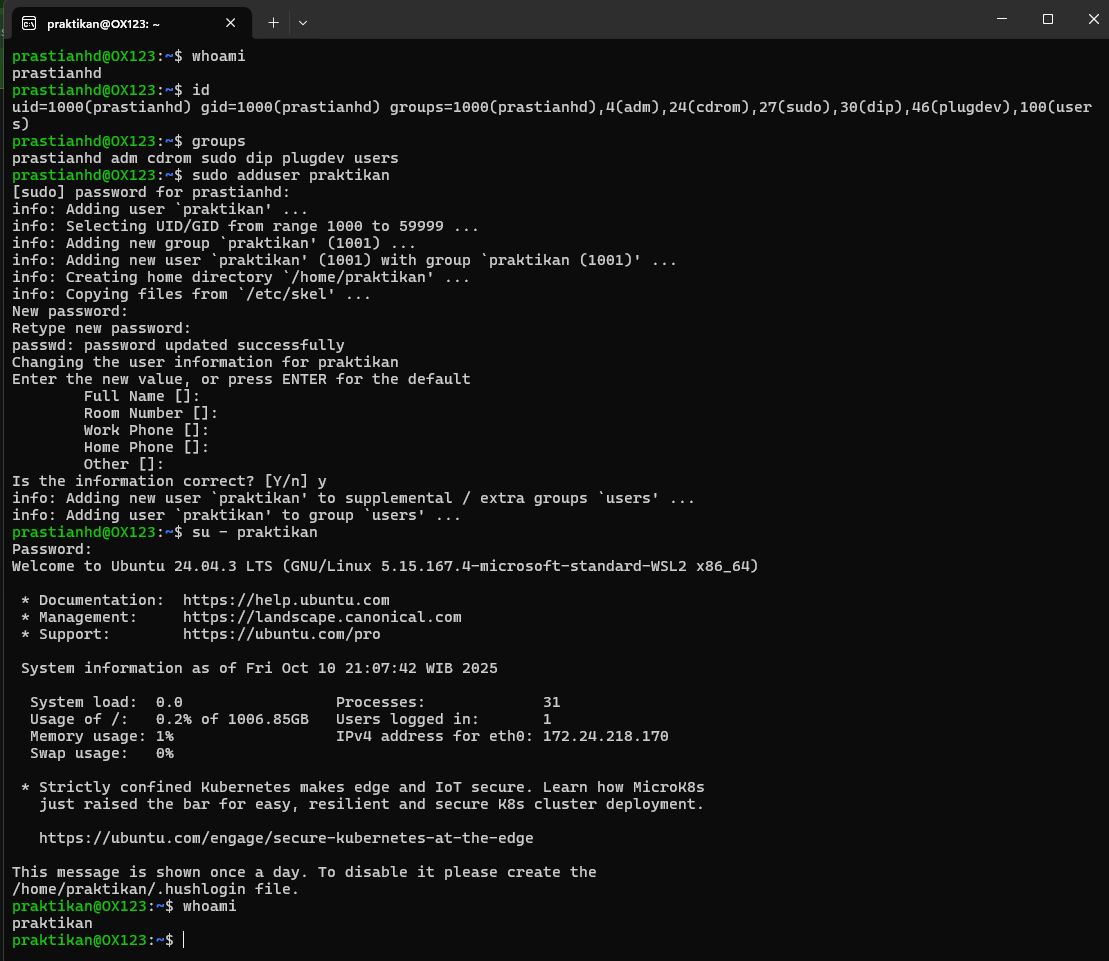 praktikan@OX123: ~
prastianhd@OX123:~$ whoami
prastianhd
prastianhd@OX123:~$ id
uid=1000(prastianhd) gid=1000(prastianhd) groups=1000(prastianhd),4(adm),24(cdrom),27(sudo),30(dip),46(plugdev),100(user
s)
prastianhd@OX123:~$ groups
prastianhd adm cdrom sudo dip plugdev users
prastianhd@OX123:~$ sudo adduser praktikan
[sudo] password for prastianhd:
info: Adding user `praktikan' ...
info: Selecting UID/GID from range 1000 to 59999 ...
info: Adding new group `praktikan' (1001) ...
info: Adding new user `praktikan' (1001) with group `praktikan (1001)' ...
info: Creating home directory `/home/praktikan' ...
info: Copying files from `/etc/skel' ...
New password:
Retype new password:
passwd: password updated successfully
Changing the user information for praktikan
Enter the new value, or press ENTER for the default
        Full Name []:
        Room Number []:
        Work Phone []:
        Home Phone []:
        Other []:
Is the information correct? [Y/n] y
info: Adding new user `praktikan' to supplemental / extra groups `users' ...
info: Adding user `praktikan' to group `users' ...
prastianhd@OX123:~$ su - praktikan
Password:
Welcome to Ubuntu 24.04.3 LTS (GNU/Linux 5.15.167.4-microsoft-standard-WSL2 x86_64)

 * Documentation:  https://help.ubuntu.com
 * Management:     https://landscape.canonical.com
 * Support:        https://ubuntu.com/pro

 System information as of Fri Oct 10 21:07:42 WIB 2025

  System load:  0.0                 Processes:             31
  Usage of /:   0.2% of 1006.85GB   Users logged in:       1
  Memory usage: 1%                  IPv4 address for eth0: 172.24.218.170
  Swap usage:   0%

 * Strictly confined Kubernetes makes edge and IoT secure. Learn how MicroK8s
   just raised the bar for easy, resilient and secure K8s cluster deployment.

   https://ubuntu.com/engage/secure-kubernetes-at-the-edge

This message is shown once a day. To disable it please create the
/home/praktikan/.hushlogin file.
praktikan@OX123:~$ whoami
praktikan
praktikan@OX123:~$